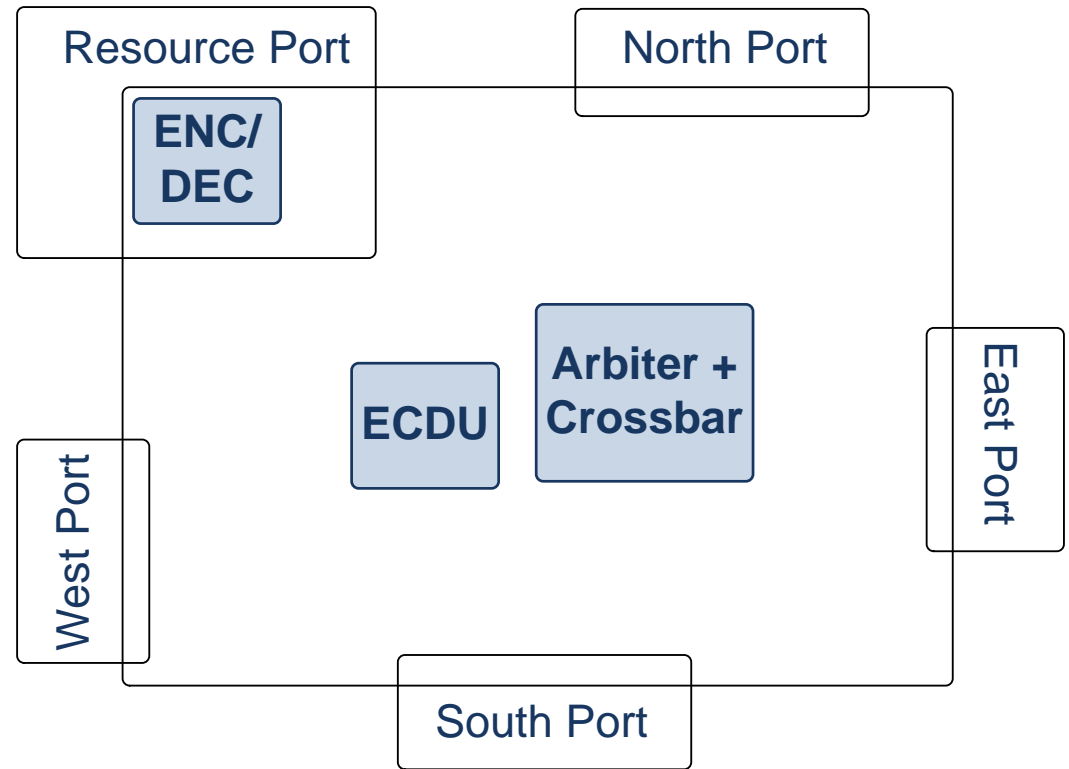 Resource Port
North Port
ENC/
DEC
Arbiter +
Crossbar
ECDU
East Port
West Port
South Port